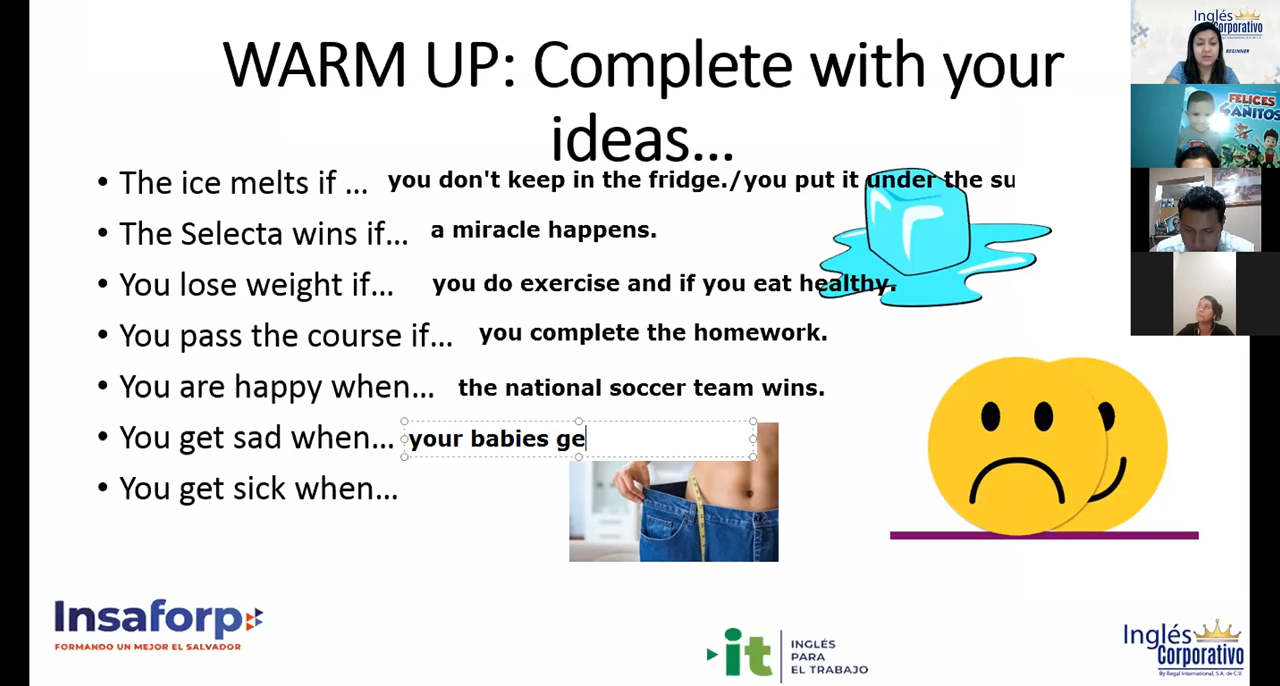 WARM UP: Complete with your
ideas...
• The ice melts if ... you don't keep in the fridge./you put it under the su
• The Selecta wins if... a miracle happens.
• You lose weight if... you do exercise and if you eat healthy.
• You pass the course if... you complete the homework.
• You are happy when... the national soccer team wins.
• You get sad when... your babies ge
• You get sick when...
Insaforp
FORMANDO UN MEJOR EL SALVADOR
it INGLÉS
PARA
EL TRABAJO
Inglés
Corporativo
By Regal International, S.A. de C.V
Inglés
Corporativo
BEGINNER
FELICES
4 AÑITOS